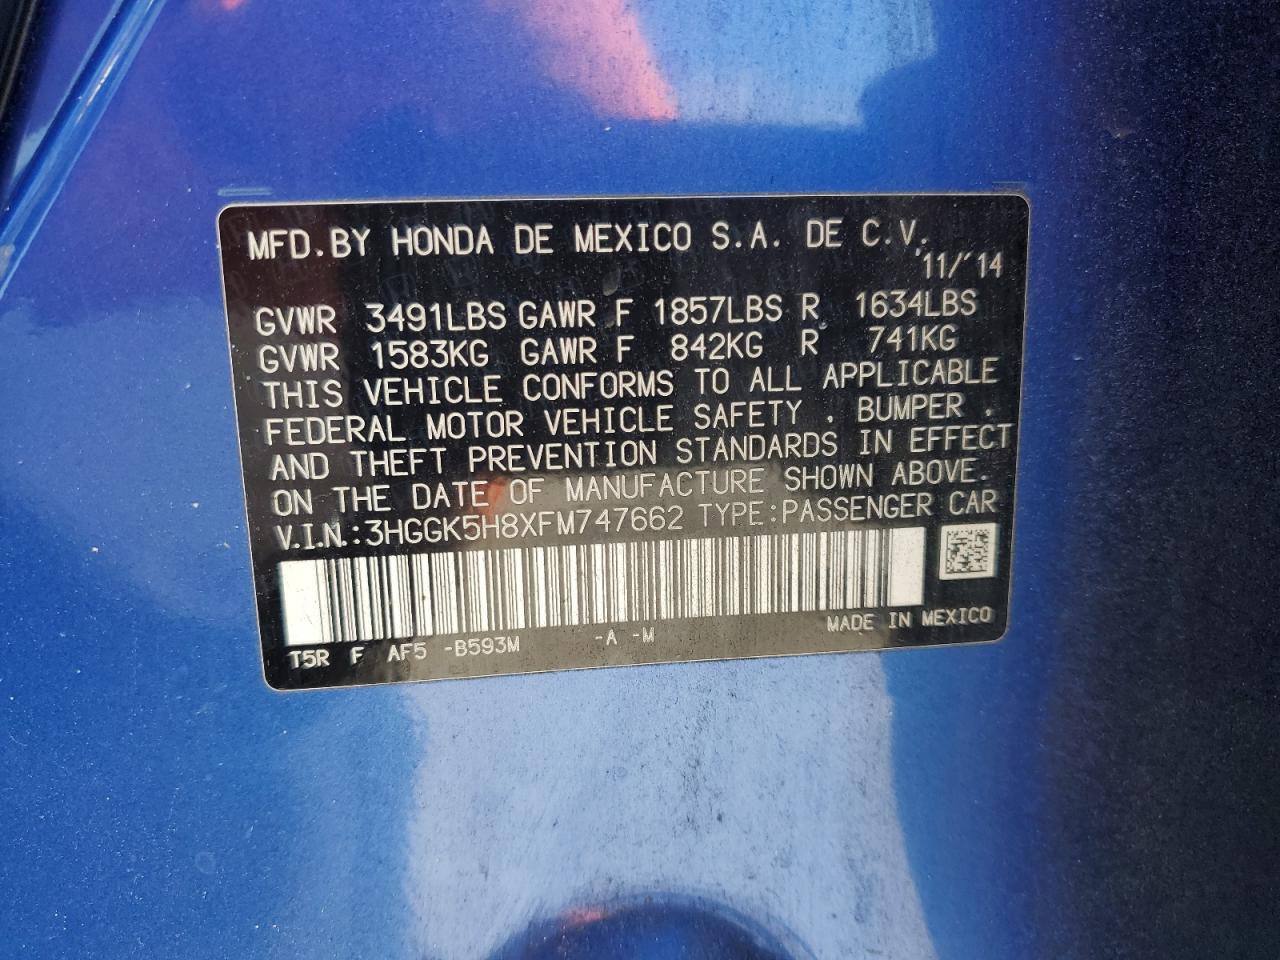 MFD.BY HONDA DE MEXICO S.A. DE C.V.
11/'14
GVWR 3491LBS GAWR F 1857LBS R 1634LBS
GVWR 1583KG GAWR F 842KG R 741KG
THIS VEHICLE CONFORMS TO ALL APPLICABLE
FEDERAL MOTOR VEHICLE SAFETY , BUMPER ,
AND THEFT PREVENTION STANDARDS IN EFFECT
ON THE DATE OF MANUFACTURE SHOWN ABOVE.
V.I.N.:3HGGK5H8XFM747662 TYPE:PASSENGER CAR
MADE IN MEXICO
T5R F AF5 -B593M -A -M